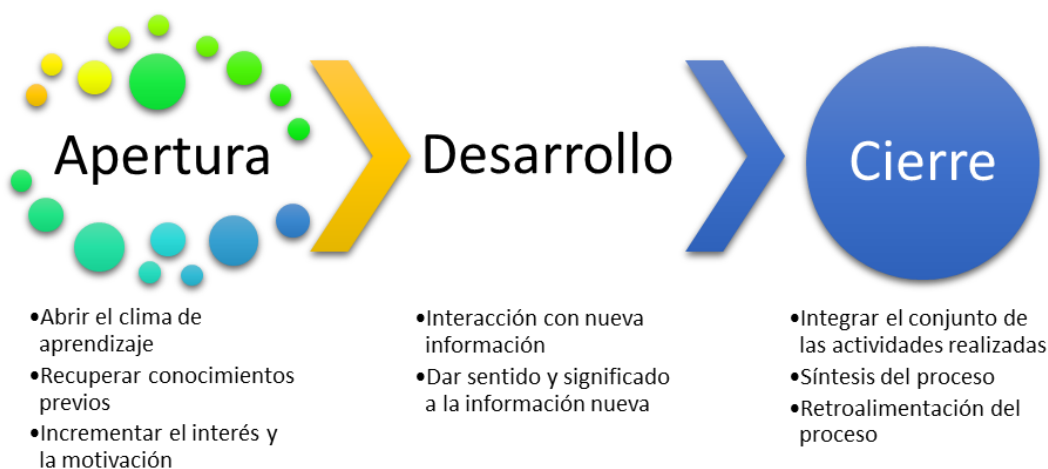 Apertura
Desarrollo
Cierre
•Abrir el clima de
aprendizaje
•Recuperar conocimientos
previos
•Incrementar el interés y
la motivación
•Interacción con nueva
información
•Dar sentido y significado
a la información nueva
•Integrar el conjunto de
las actividades realizadas
•Síntesis del proceso
•Retroalimentación del
proceso